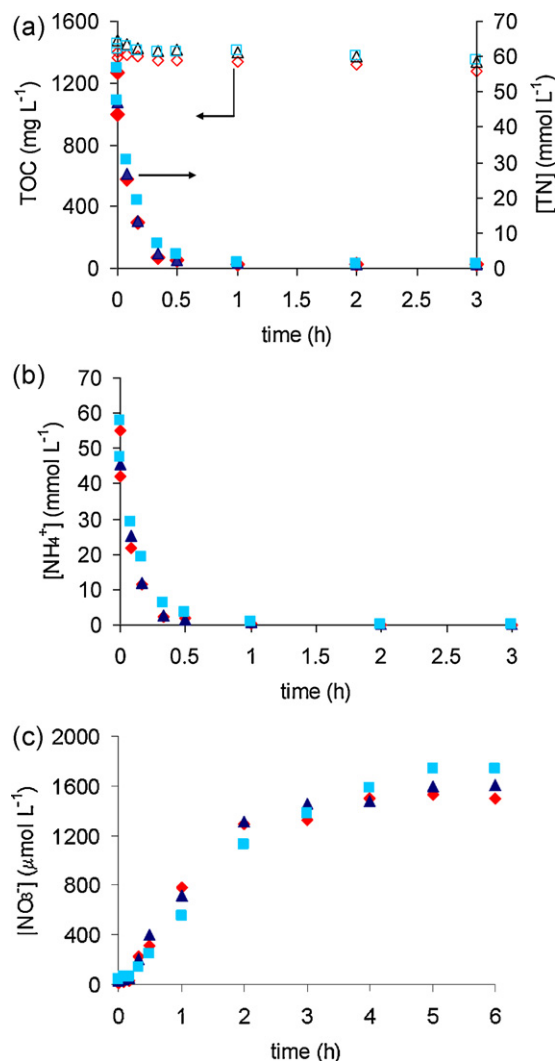 (a)
1600
1200
800
400
0
TOC (mg L⁻¹)
70
60
50
40
30
20
10
0
[TN] (mmol L⁻¹)
0 0.5 1 1.5 2 2.5 3
time (h)
(b)
70
60
50
40
30
20
10
0
[NH₄⁺] (mmol L⁻¹)
0 0.5 1 1.5 2 2.5 3
time (h)
(c)
2000
1600
1200
800
400
0
[NO₃⁻] (μmol L⁻¹)
0 1 2 3 4 5 6
time (h)